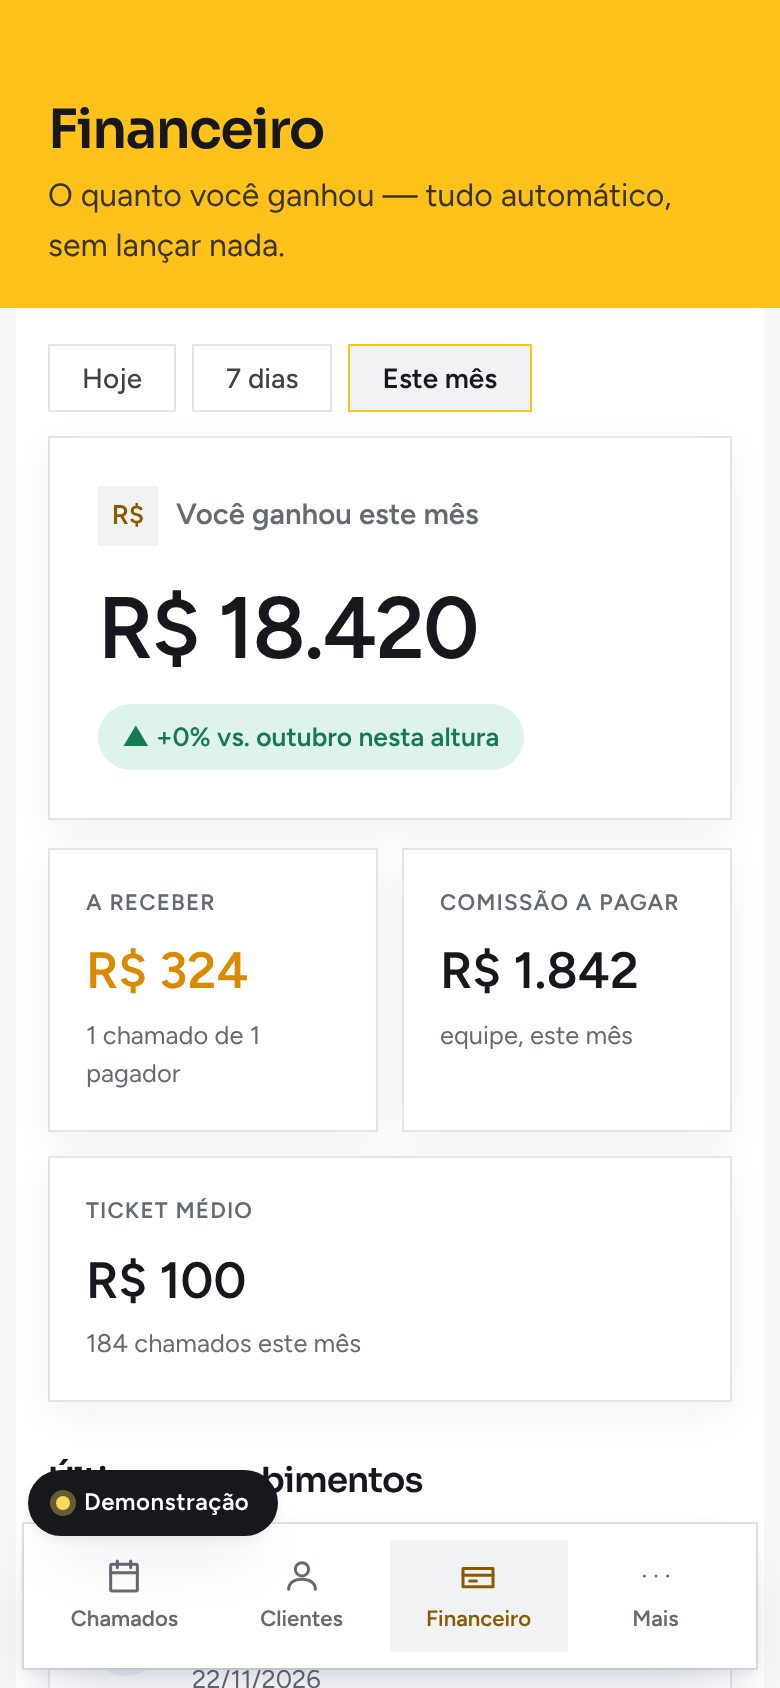 Financeiro
O quanto você ganhou — tudo automático,
sem lançar nada.
Hoje
7 dias
Este mês
R$ Você ganhou este mês
R$ 18.420
▲ +0% vs. outubro nesta altura
A RECEBER
R$ 324
1 chamado de 1
pagador
COMISSÃO A PAGAR
R$ 1.842
equipe, este mês
TICKET MÉDIO
R$ 100
184 chamados este mês
bimentos
Demonstração
Chamados
Clientes
Financeiro
Mais
22/11/2026